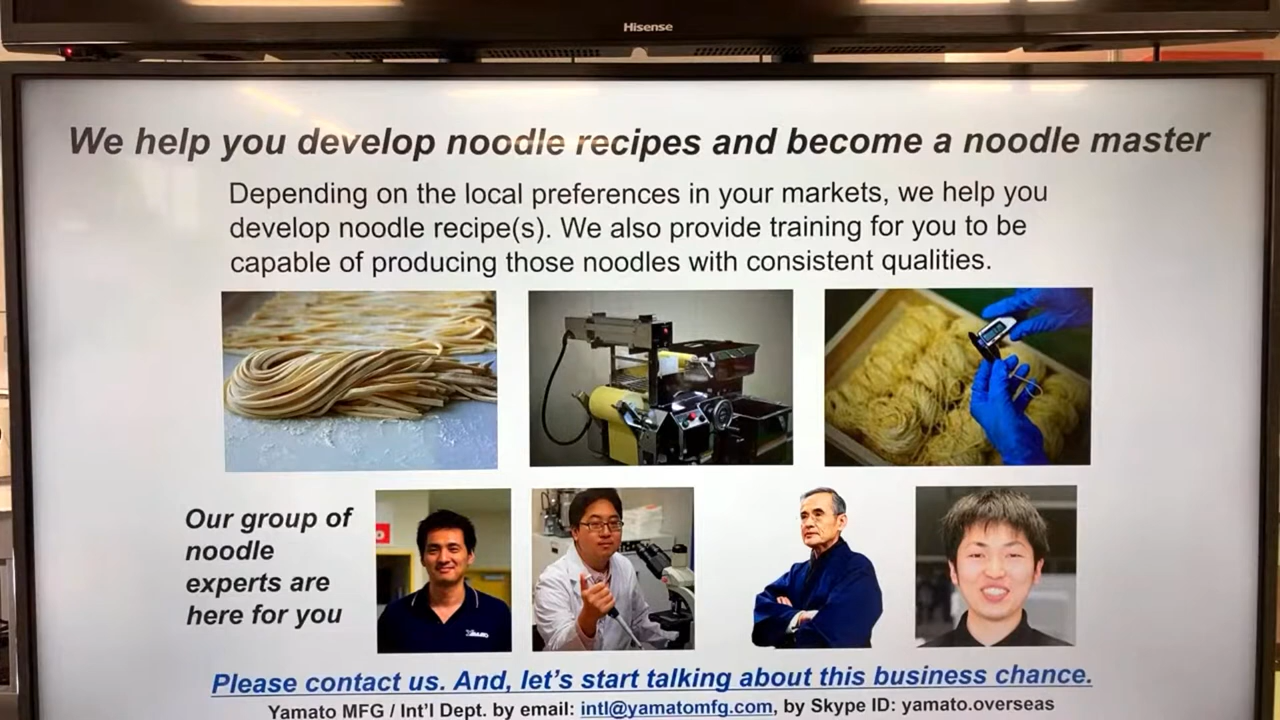 Hisense
We help you develop noodle recipes and become a noodle master
Depending on the local preferences in your markets, we help you
develop noodle recipe(s). We also provide training for you to be
capable of producing those noodles with consistent qualities.
Our group of
noodle
experts are
here for you
Please contact us. And, let's start talking about this business chance.
Yamato MFG / Int'l Dept. by email: intl@yamatomfg.com, by Skype ID: yamato.overseas